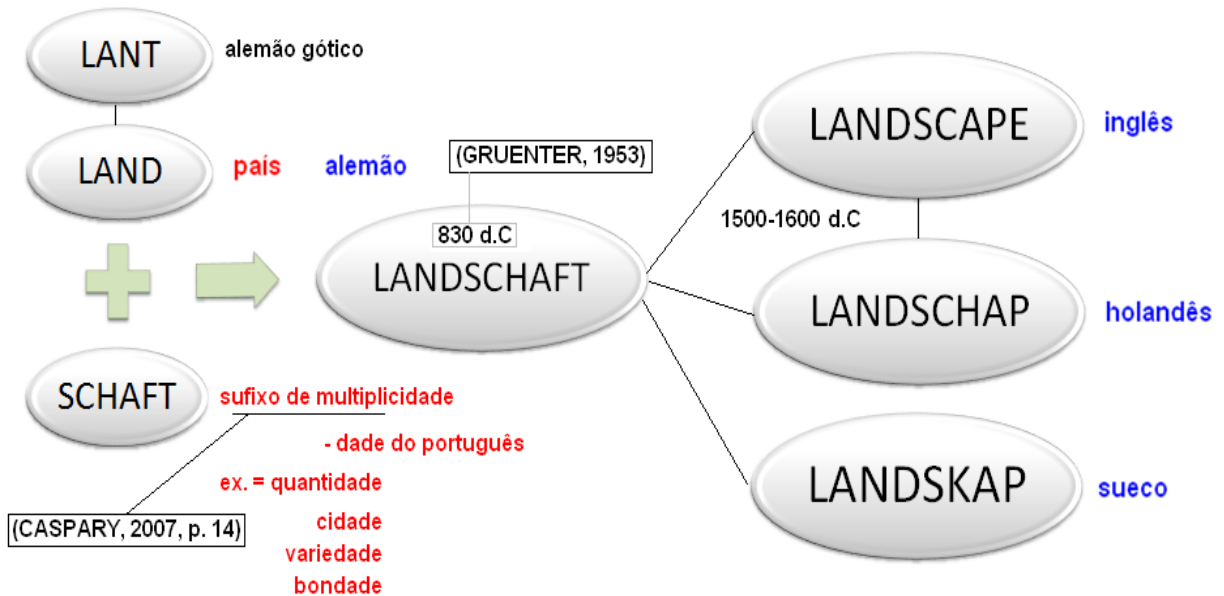 LANT
alemão gótico
LAND
país
alemão
(GRUENTER, 1953)
830 d.C
LANDSCHAFT
SCHAFT
sufixo de multiplicidade
- dade do português
ex. = quantidade
cidade
variedade
bondade
(CASPARY, 2007, p. 14)
LANDSCAPE
inglês
1500-1600 d.C
LANDSCHAP
holandês
LANDSKAP
sueco